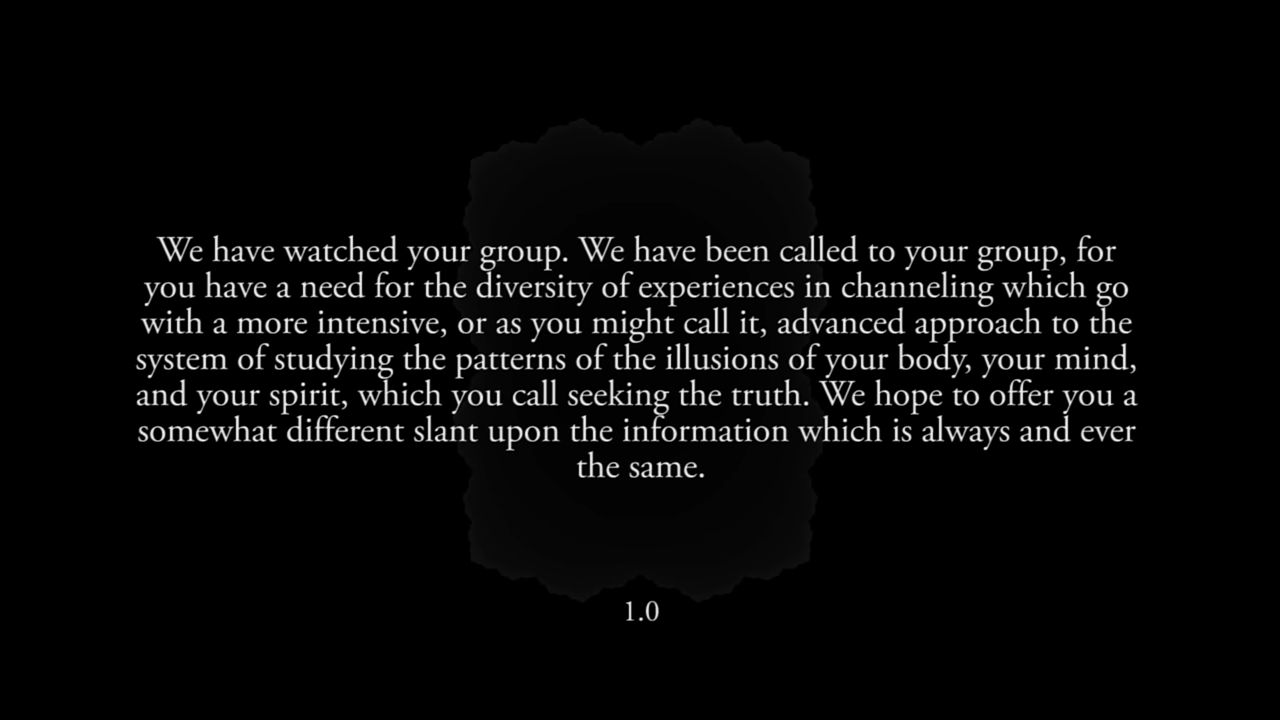 We have watched your group. We have been called to your group, for
you have a need for the diversity of experiences in channeling which go
with a more intensive, or as you might call it, advanced approach to the
system of studying the patterns of the illusions of your body, your mind,
and your spirit, which you call seeking the truth. We hope to offer you a
somewhat different slant upon the information which is always and ever
the same.
1.0